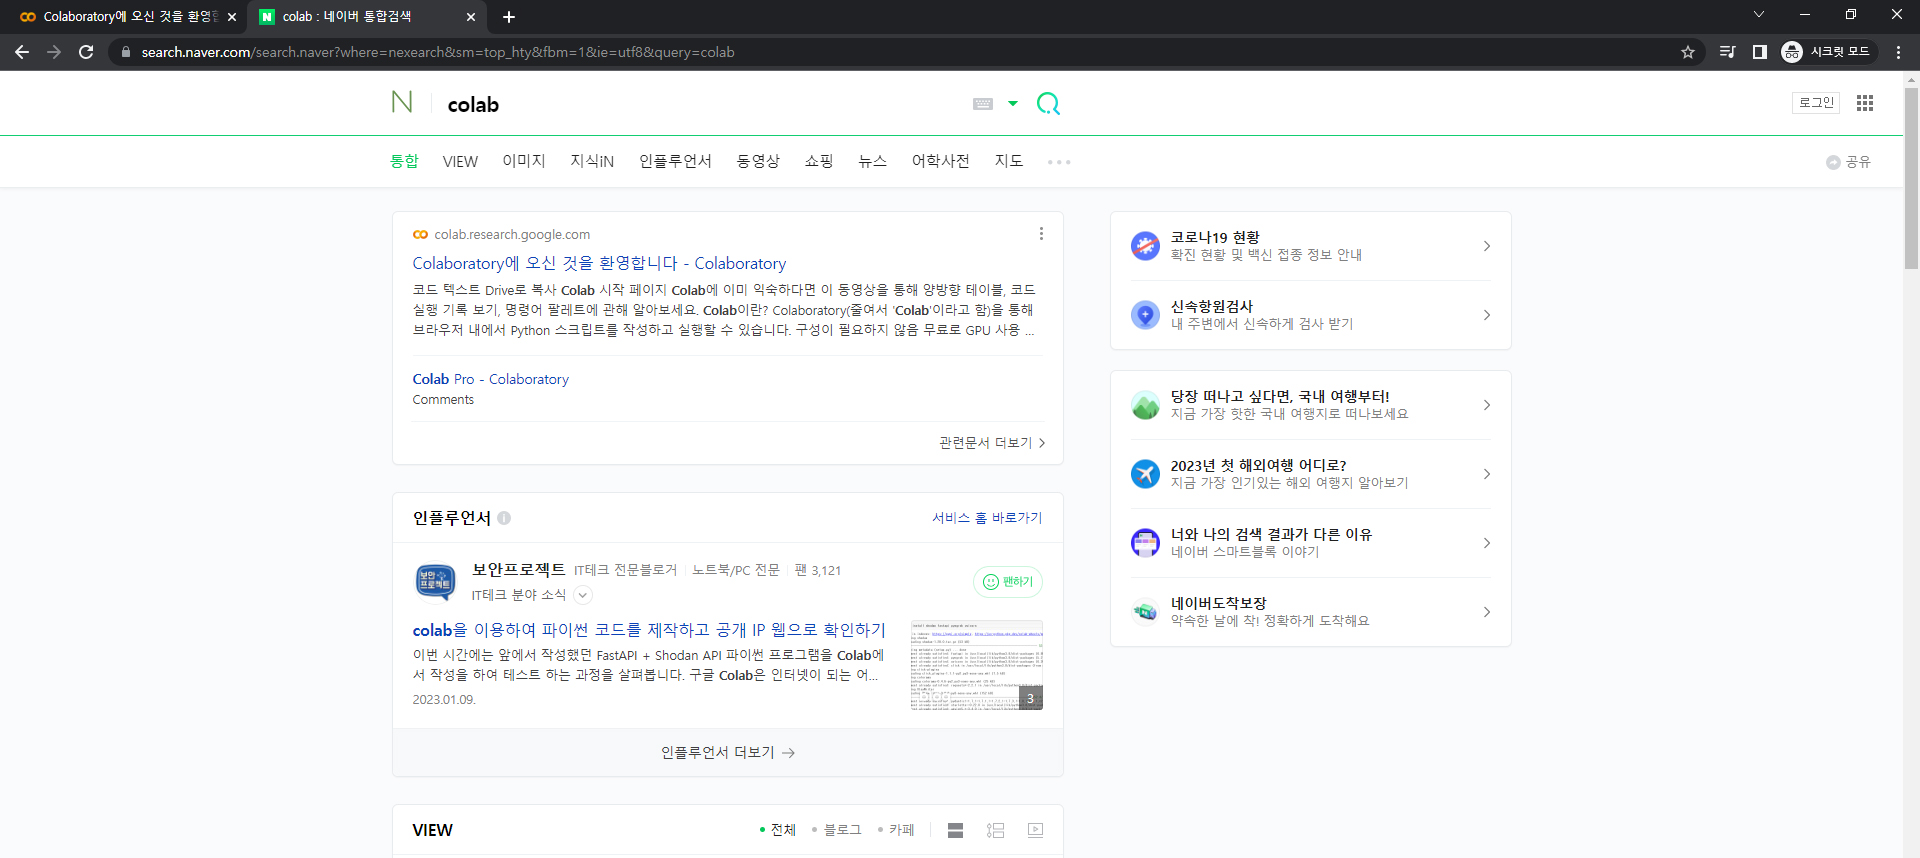 Colaboratory에 오신 것을 환영합
colab : 네이버 통합검색
search.naver.com/search.naver?where=nexearch&sm=top_hty&fbm=1&ie=utf8&query=colab
시크릿 모드
N
colab
로그인
통합 VIEW 이미지 지식iN 인플루언서 동영상 쇼핑 뉴스 어학사전 지도
공유
colab.research.google.com
Colaboratory에 오신 것을 환영합니다 - Colaboratory
코드 텍스트 Drive로 복사 Colab 시작 페이지 Colab에 이미 익숙하다면 이 동영상을 통해 양방향 테이블, 코드
실행 기록 보기, 명령어 팔레트에 관해 알아보세요. Colab이란? Colaboratory(줄여서 'Colab'이라고 함)을 통해
브라우저 내에서 Python 스크립트를 작성하고 실행할 수 있습니다. 구성이 필요하지 않음 무료로 GPU 사용 ...
Colab Pro - Colaboratory
Comments
관련문서 더보기
인플루언서
서비스 홈 바로가기
보안프로젝트
보안프로젝트 IT테크 전문블로거 노트북/PC 전문 팬 3,121
IT테크 분야 소식
팬하기
colab을 이용하여 파이썬 코드를 제작하고 공개 IP 웹으로 확인하기
이번 시간에는 앞에서 작성했던 FastAPI + Shodan API 파이썬 프로그램을 Colab에
서 작성을 하여 테스트 하는 과정을 살펴봅니다. 구글 Colab은 인터넷이 되는 어...
2023.01.09.
3
인플루언서 더보기
VIEW
전체 블로그 카페
코로나19 현황
확진 현황 및 백신 접종 정보 안내
신속항원검사
내 주변에서 신속하게 검사 받기
당장 떠나고 싶다면, 국내 여행부터!
지금 가장 핫한 국내 여행지로 떠나보세요
2023년 첫 해외여행 어디로?
지금 가장 인기있는 해외 여행지 알아보기
너와 나의 검색 결과가 다른 이유
네이버 스마트블록 이야기
네이버도착보장
약속한 날에 착! 정확하게 도착해요